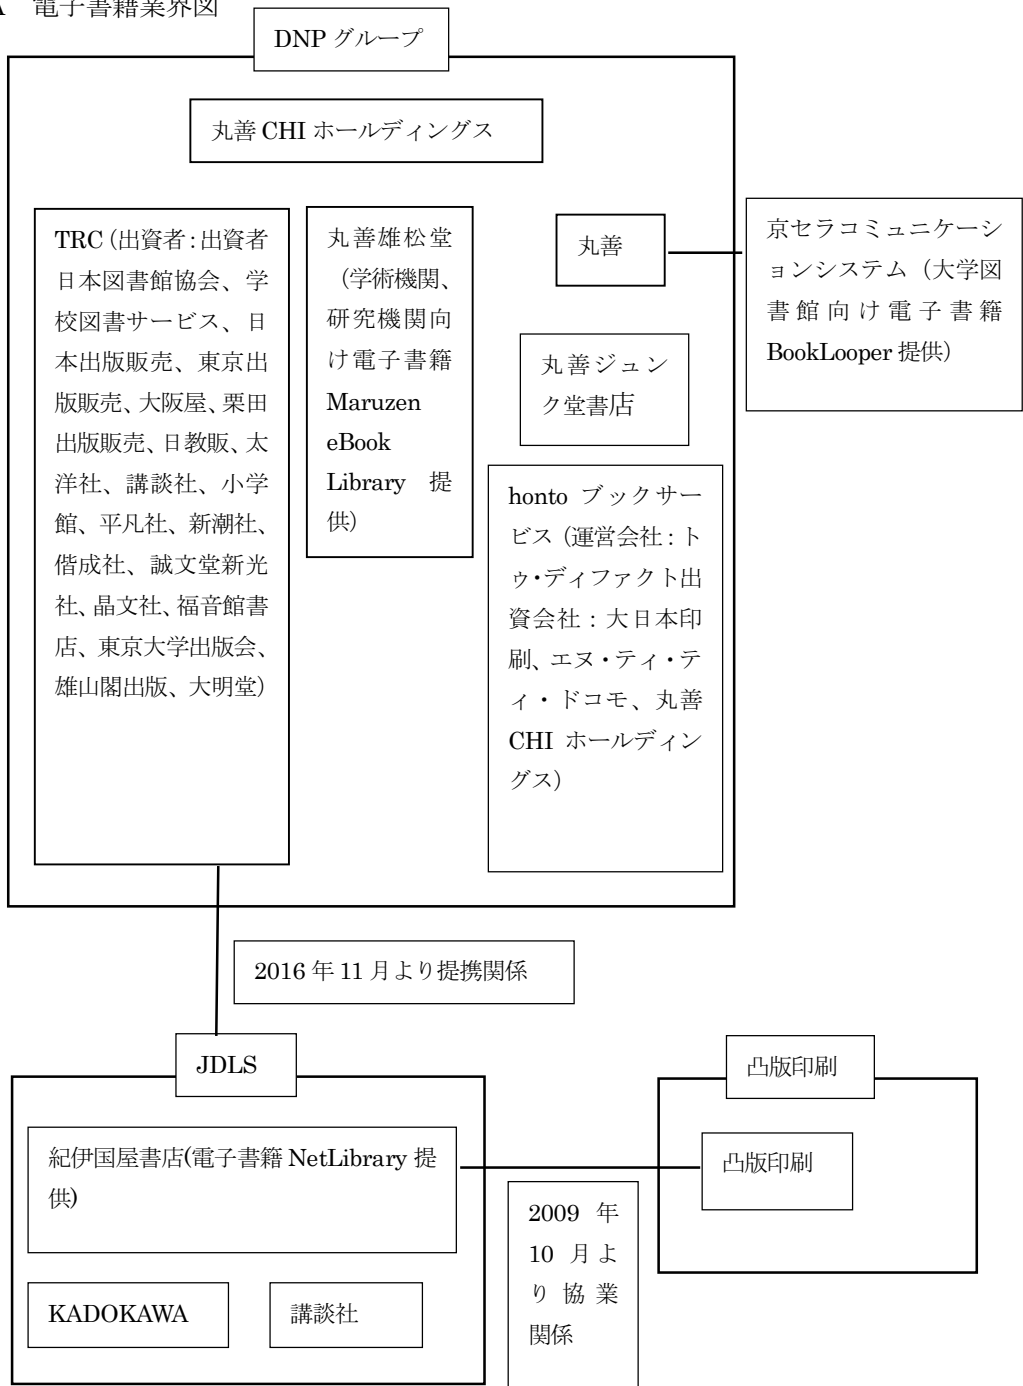 電子書籍業界図
DNP グループ
丸善 CHI ホールディングス
TRC（出資者：出資者
日本図書館協会、学
校図書サービス、日
本出版販売、東京出
版販売、大阪屋、栗田
出版販売、日教販、太
洋社、講談社、小学
館、平凡社、新潮社、
偕成社、誠文堂新光
社、晶文社、福音館書
店、東京大学出版会、
雄山閣出版、大明堂）
丸善雄松堂
（学術機関、
研究機関向
け電子書籍
Maruzen
eBook
Library 提
供）
丸善
京セラコミュニケーシ
ョンシステム（大学図
書館向け電子書籍
BookLooper 提供）
丸善ジュン
ク堂書店
honto ブックサー
ビス（運営会社：ト
ゥ・ディファクト出
資会社：大日本印
刷、エヌ・ティ・テ
ィ・ドコモ、丸善
CHI ホールディン
グス）
2016 年 11 月より提携関係
JDLS
紀伊国屋書店(電子書籍 NetLibrary 提
供)
KADOKAWA
講談社
2009 年
10 月よ
り協業
関係
凸版印刷
凸版印刷